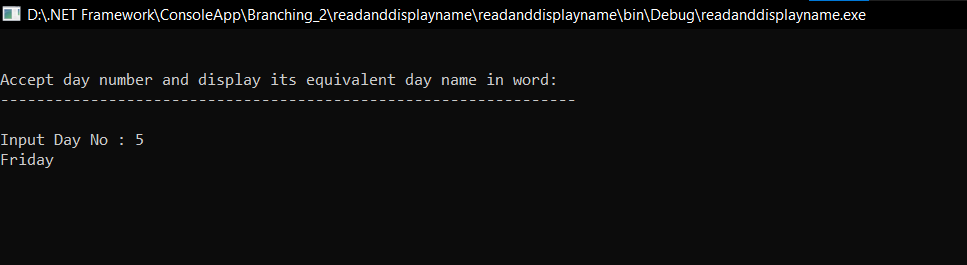 D:\.NET Framework\ConsoleApp\Branching_2\readanddisplayname\readanddisplayname\bin\Debug\readanddisplayname.exe
Accept day number and display its equivalent day name in word:
----------------------------------------------------------------
Input Day No : 5
Friday